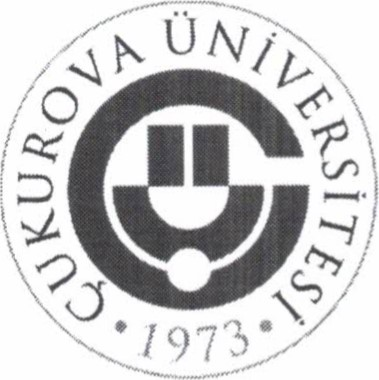 ÇUKUROVA ÜNİVERSİTESİ
• 1973 •